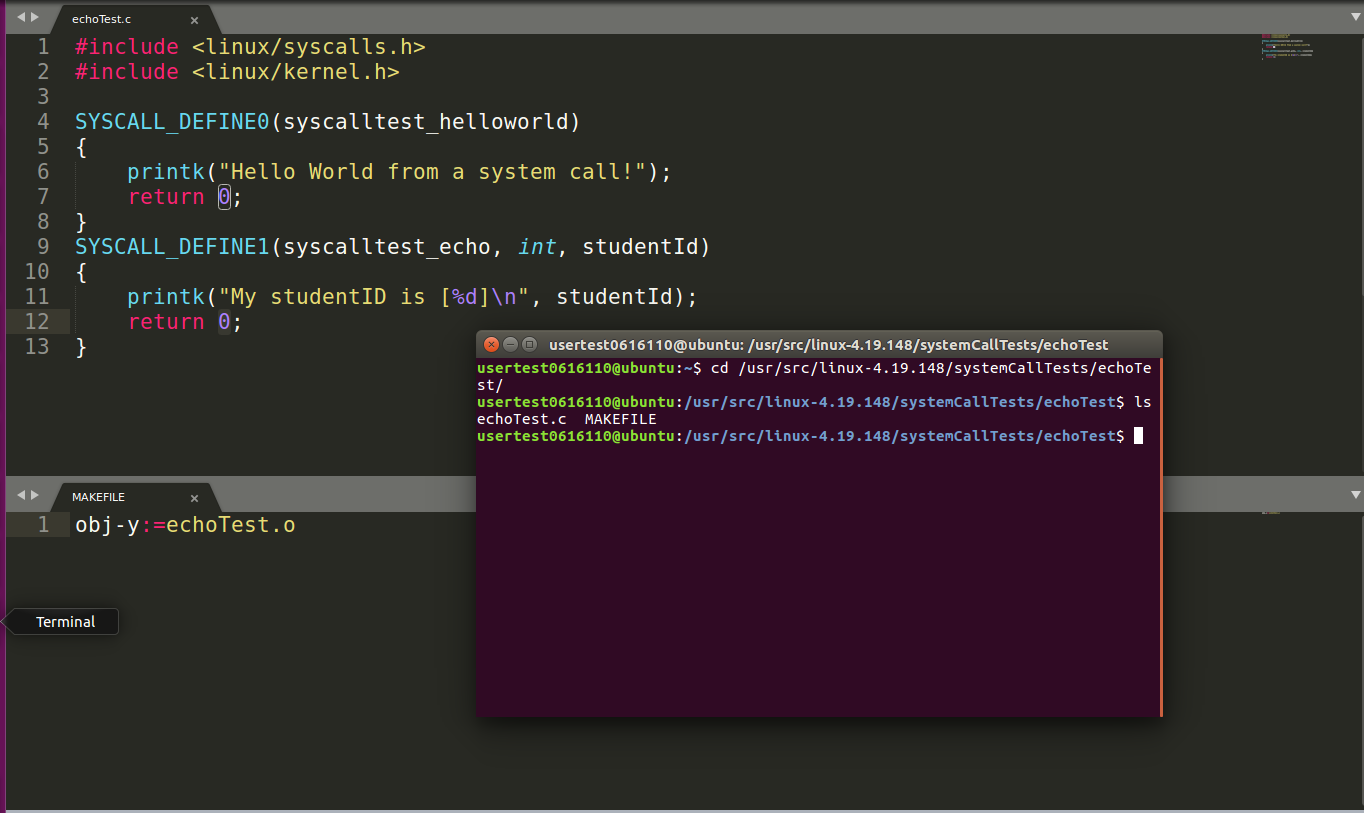 echoTest.c ×
1 #include <linux/syscalls.h>
2 #include <linux/kernel.h>
3
4 SYSCALL_DEFINE0(syscalltest_helloworld)
5 {
6     printk("Hello World from a system call!");
7     return 0;
8 }
9 SYSCALL_DEFINE1(syscalltest_echo, int, studentId)
10 {
11     printk("My studentID is [%d]\n", studentId);
12     return 0;
13 }
usertest0616110@ubuntu: /usr/src/linux-4.19.148/systemCallTests/echoTest
usertest0616110@ubuntu:~$ cd /usr/src/linux-4.19.148/systemCallTests/echoTe
st/
usertest0616110@ubuntu:/usr/src/linux-4.19.148/systemCallTests/echoTest$ ls
echoTest.c  MAKEFILE
usertest0616110@ubuntu:/usr/src/linux-4.19.148/systemCallTests/echoTest$
MAKEFILE ×
1 obj-y:=echoTest.o
Terminal